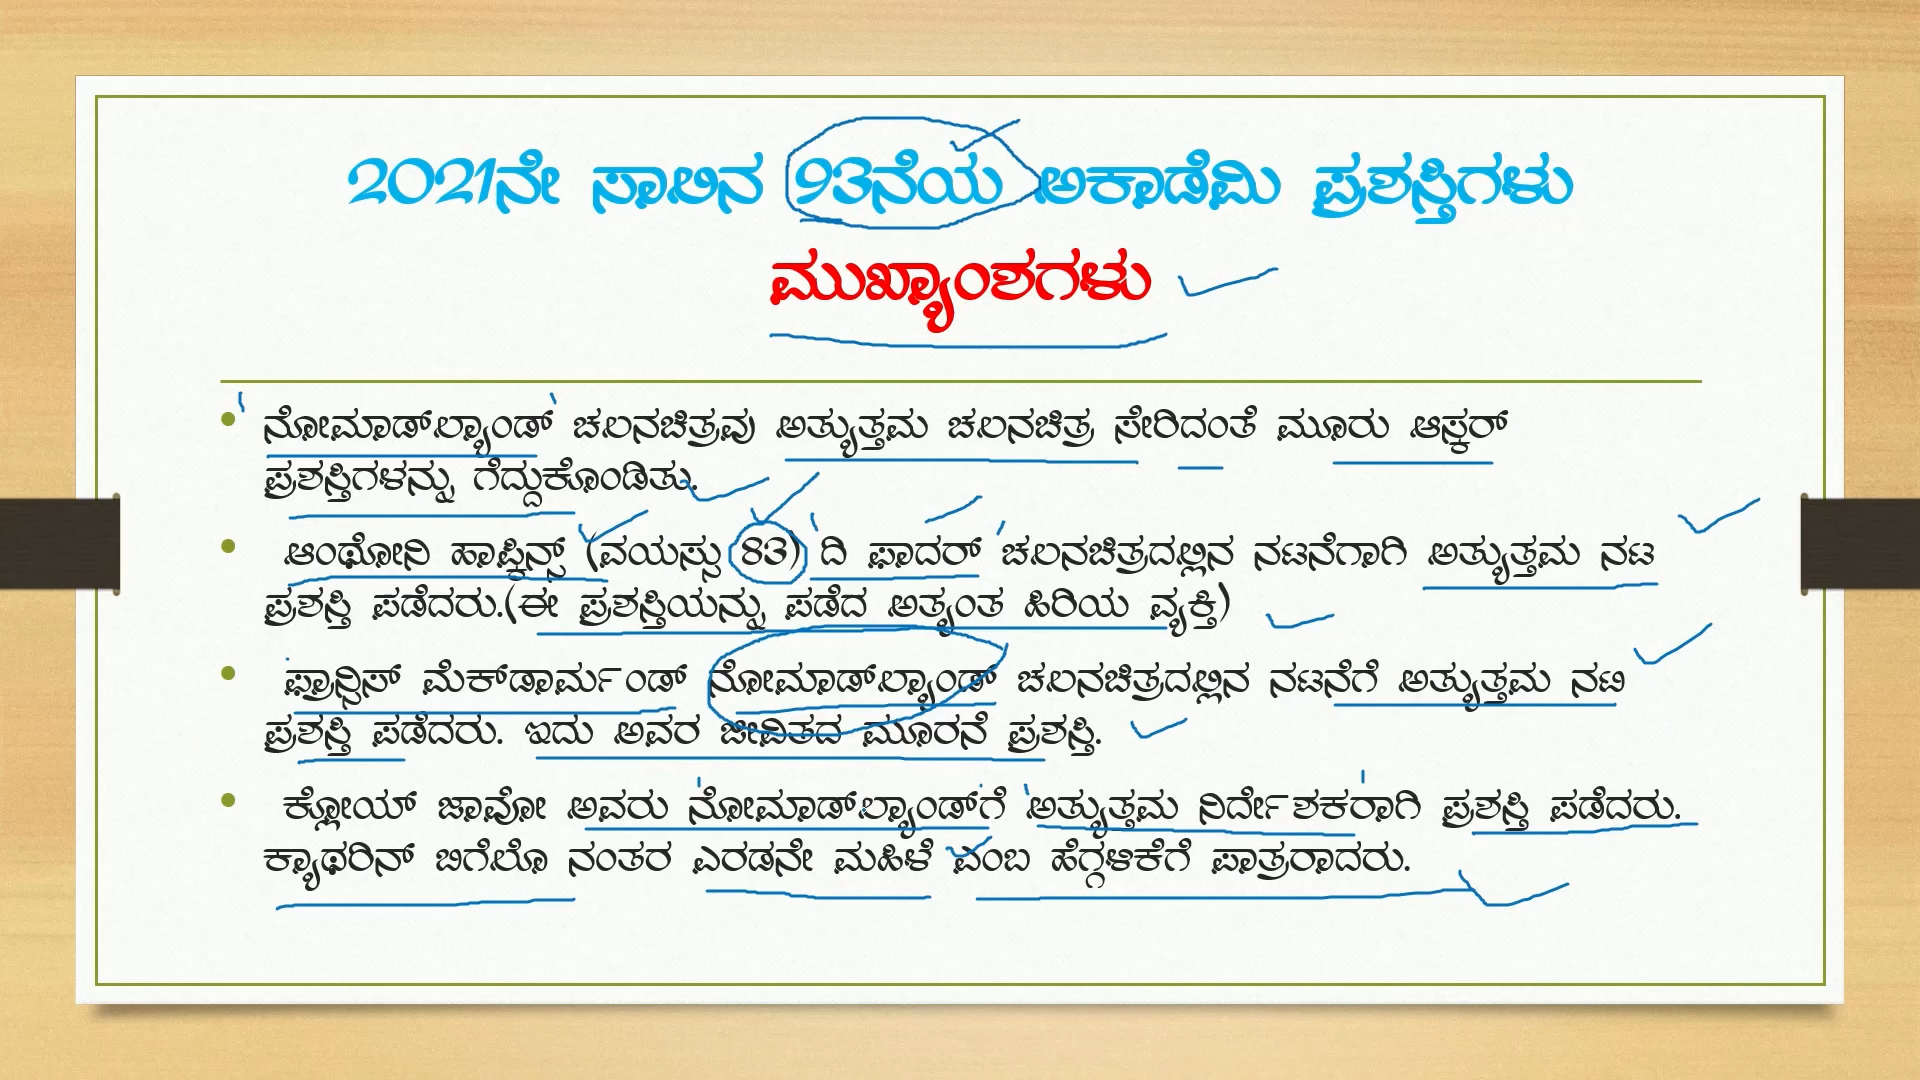 2021ನೇ ಸಾಲಿನ 93ನೆಯ ಅಕಾಡೆಮಿ ಪ್ರಶಸ್ತಿಗಳು
ಮುಖ್ಯಾಂಶಗಳು
• ನೋಮಾಡ್‌ಲ್ಯಾಂಡ್ ಚಲನಚಿತ್ರವು ಅತ್ಯುತ್ತಮ ಚಲನಚಿತ್ರ ಸೇರಿದಂತೆ ಮೂರು ಆಸ್ಕರ್
ಪ್ರಶಸ್ತಿಗಳನ್ನು ಗೆದ್ದುಕೊಂಡಿತು.
• ಆಂಥೋನಿ ಹಾಪ್ಕಿನ್ಸ್ (ವಯಸ್ಸು 83) ದಿ ಫಾದರ್ ಚಲನಚಿತ್ರದಲ್ಲಿನ ನಟನೆಗಾಗಿ ಅತ್ಯುತ್ತಮ ನಟ
ಪ್ರಶಸ್ತಿ ಪಡೆದರು.(ಈ ಪ್ರಶಸ್ತಿಯನ್ನು ಪಡೆದ ಅತ್ಯಂತ ಹಿರಿಯ ವ್ಯಕ್ತಿ)
• ಫ್ರಾನ್ಸಿಸ್ ಮೆಕ್‌ಡಾರ್ಮಂಡ್ ನೋಮಾಡ್‌ಲ್ಯಾಂಡ್ ಚಲನಚಿತ್ರದಲ್ಲಿನ ನಟನೆಗೆ ಅತ್ಯುತ್ತಮ ನಟಿ
ಪ್ರಶಸ್ತಿ ಪಡೆದರು. ಇದು ಅವರ ಜೀವಿತದ ಮೂರನೆ ಪ್ರಶಸ್ತಿ.
• ಕ್ಲೋಯ್ ಜಾವೋ ಅವರು ನೋಮಾಡ್‌ಲ್ಯಾಂಡ್‌ಗೆ ಅತ್ಯುತ್ತಮ ನಿರ್ದೇಶಕರಾಗಿ ಪ್ರಶಸ್ತಿ ಪಡೆದರು.
ಕ್ಯಾಥರಿನ್ ಬಿಗೆಲೊ ನಂತರ ಎರಡನೇ ಮಹಿಳೆ ಎಂಬ ಹೆಗ್ಗಳಿಕೆಗೆ ಪಾತ್ರರಾದರು.